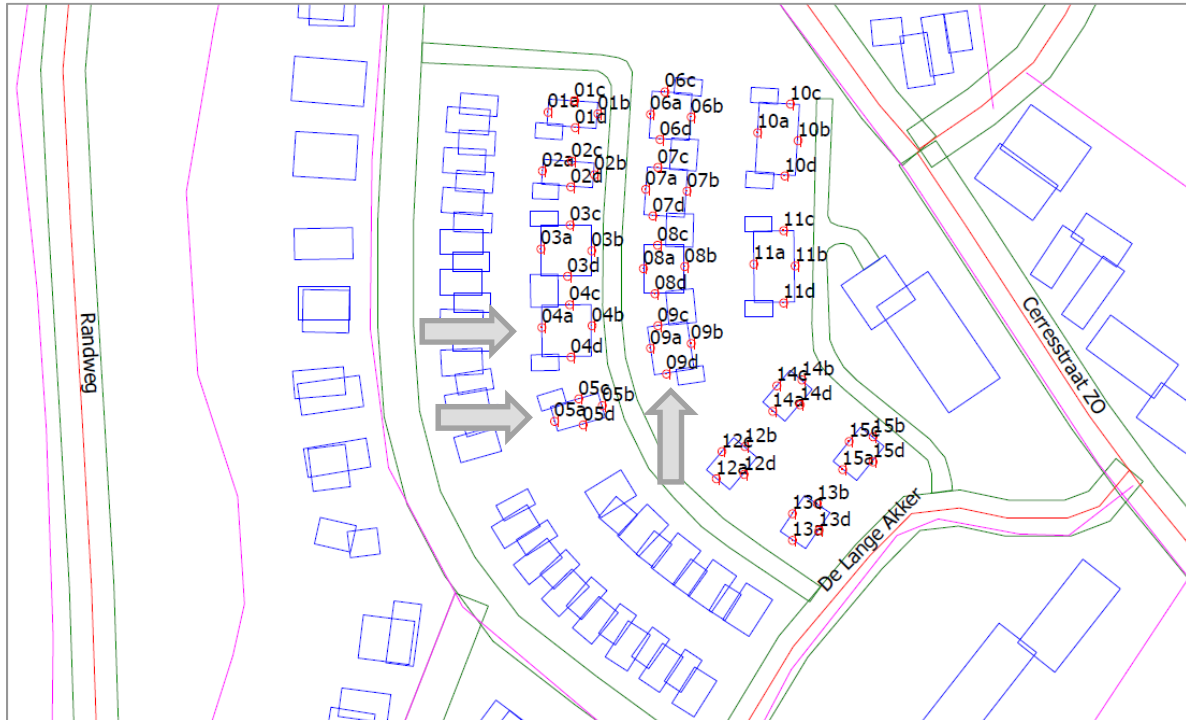 01c
01a
01b
01d
02c
02a
02b
02d
03c
03a
03b
03d
04c
04a
04b
04d
05c
05a
05b
05d
06c
06a
06b
06d
07c
07a
07b
07d
08c
08a
08b
08d
09c
09a
09b
09d
10c
10a
10b
10d
11c
11a
11b
11d
14c
14b
14a
14d
12c
12b
12a
12d
15c
15b
15a
15d
13c
13b
13a
13d
Randweg
Cerresstraat ZO
De Lange Akker